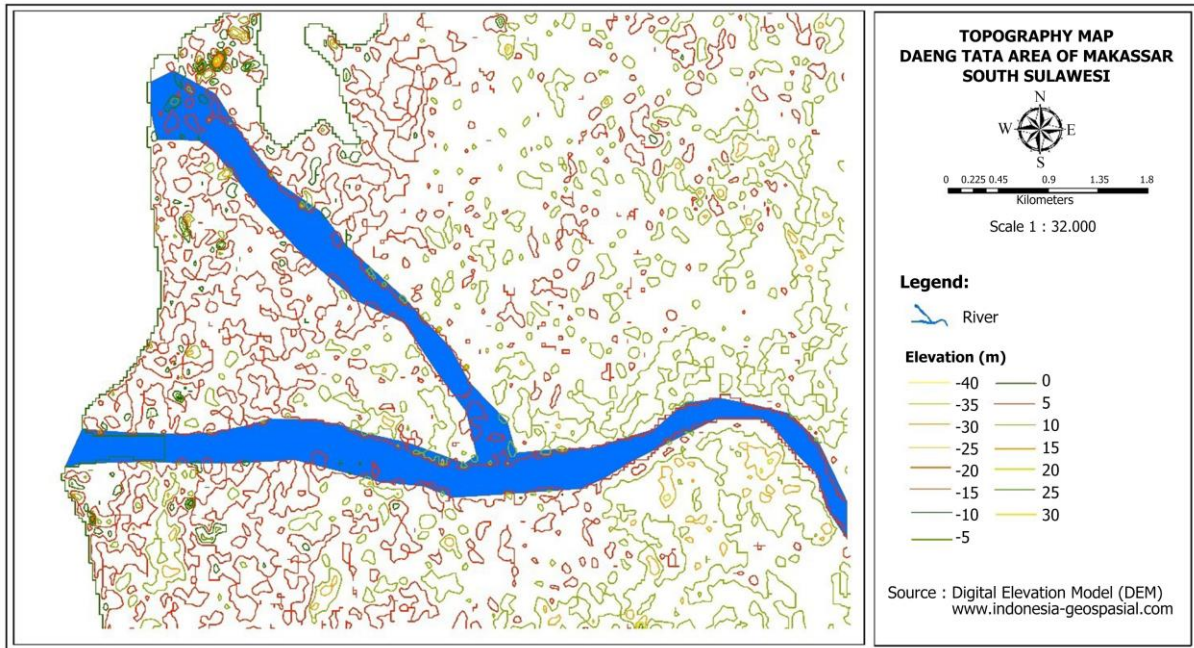 TOPOGRAPHY MAP
DAENG TATA AREA OF MAKASSAR
SOUTH SULAWESI
N
W E
S
0 0.225 0.45 0.9 1.35 1.8
Kilometers
Scale 1 : 32.000
Legend:
River
Elevation (m)
-40 0
-35 5
-30 10
-25 15
-20 20
-15 25
-10 30
-5
Source : Digital Elevation Model (DEM)
www.indonesia-geospasial.com